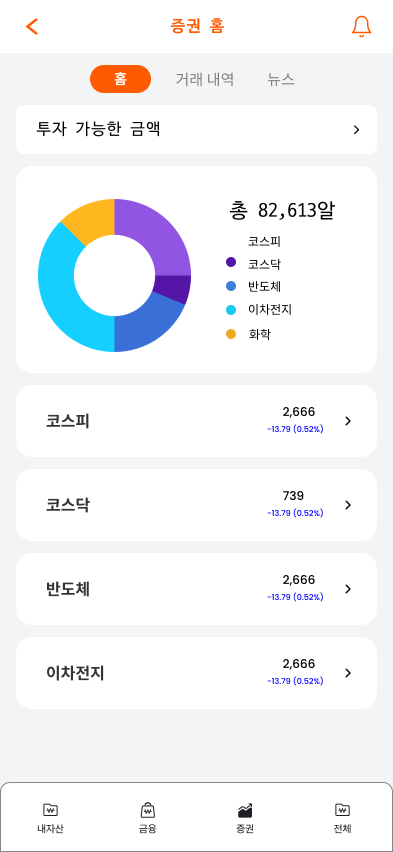 증권 홈
홈 거래 내역 뉴스
투자 가능한 금액
총 82,613알
코스피
코스닥
반도체
이차전지
화학
코스피
2,666
-13.79 (0.52%)
코스닥
739
-13.79 (0.52%)
반도체
2,666
-13.79 (0.52%)
이차전지
2,666
-13.79 (0.52%)
내자산 금융 증권 전체